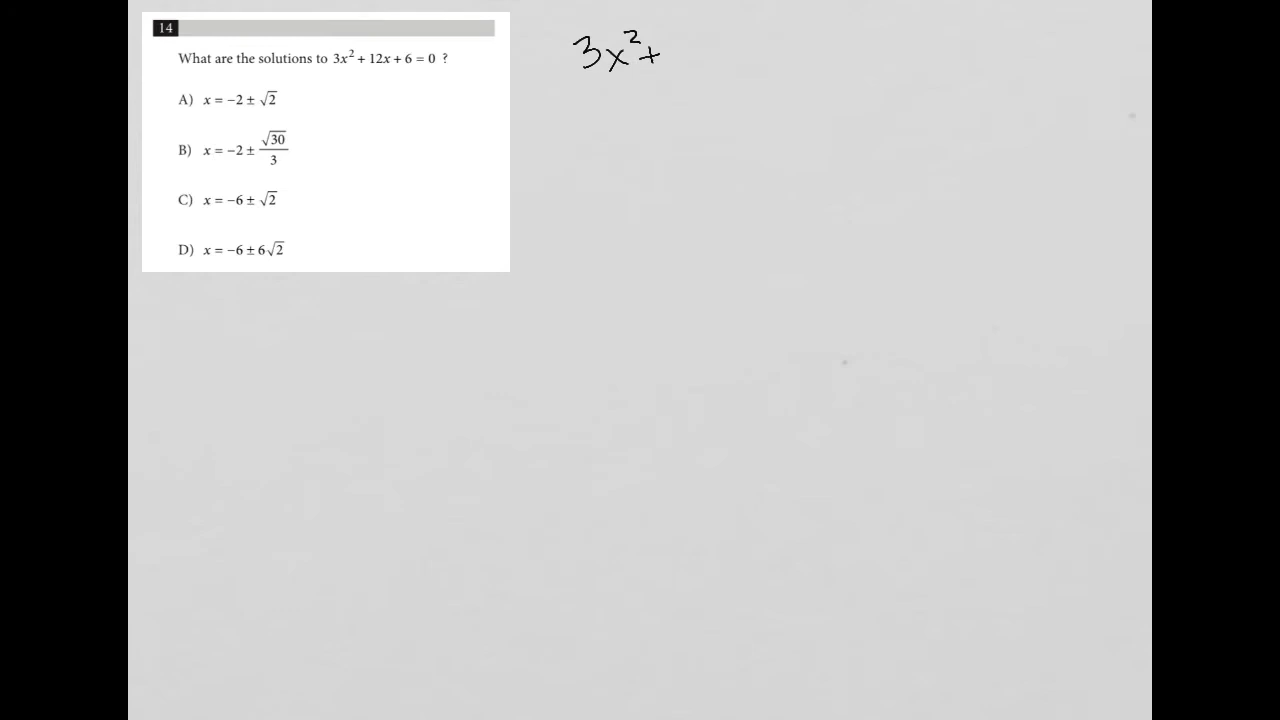 14
What are the solutions to 3x² + 12x + 6 = 0 ?
A) x = −2 ± √2
B) x = −2 ± √30/3
C) x = −6 ± √2
D) x = −6 ± 6√2
3x²+